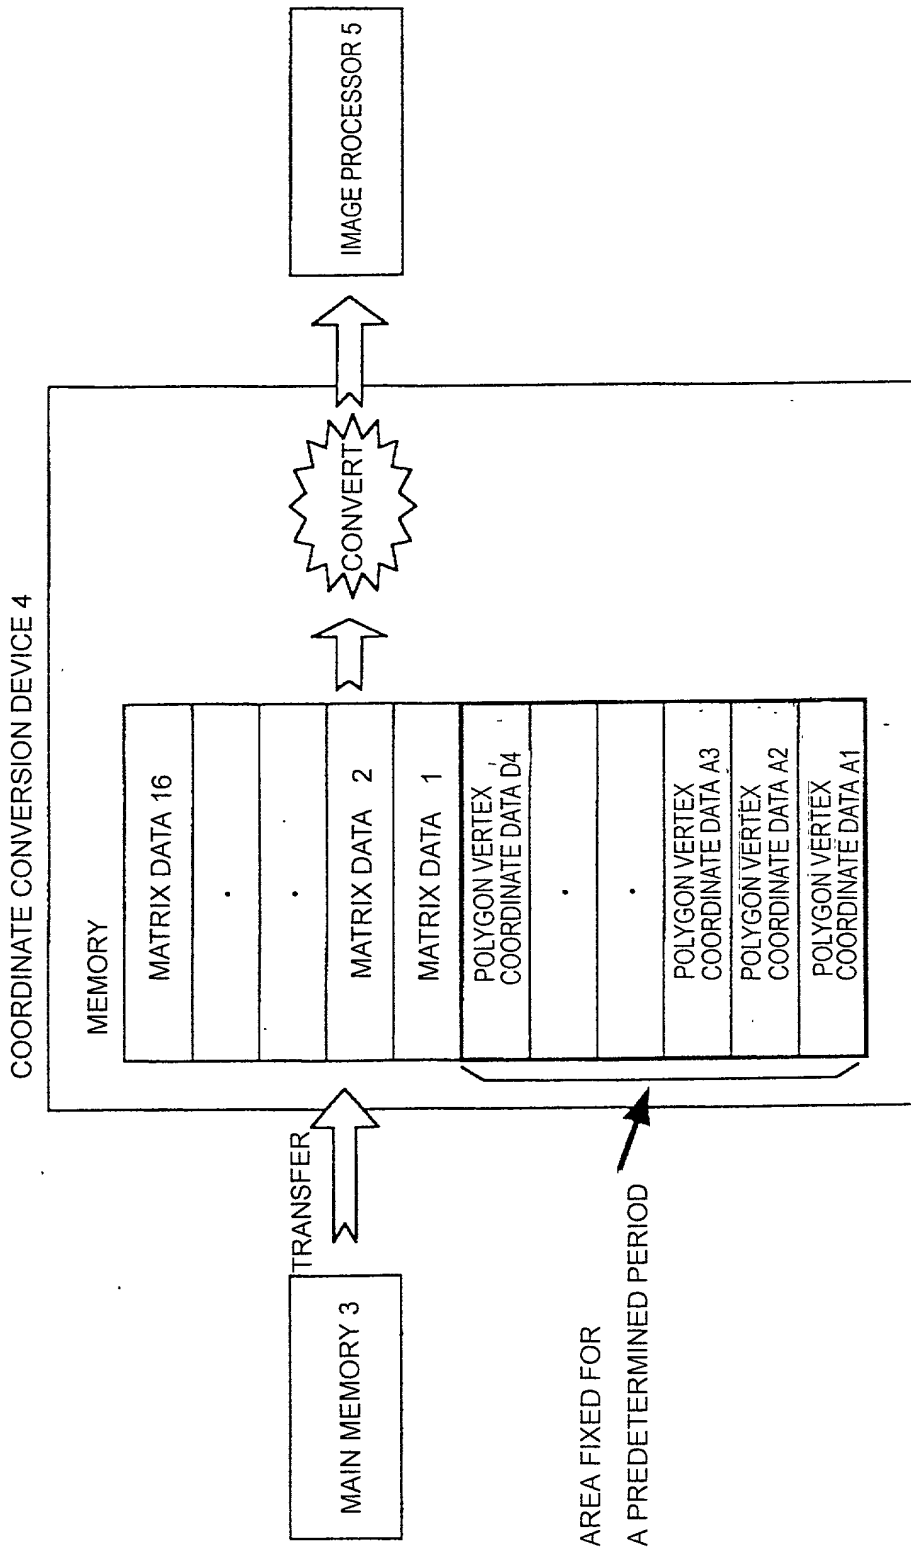 COORDINATE CONVERSION DEVICE 4
MEMORY
MAIN MEMORY 3
TRANSFER
MATRIX DATA 16
.
.
MATRIX DATA 2
MATRIX DATA 1
POLYGON VERTEX
COORDINATE DATA D4
.
.
POLYGON VERTEX
COORDINATE DATA A3
POLYGON VERTEX
COORDINATE DATA A2
POLYGON VERTEX
COORDINATE DATA A1
CONVERT
IMAGE PROCESSOR 5
AREA FIXED FOR
A PREDETERMINED PERIOD